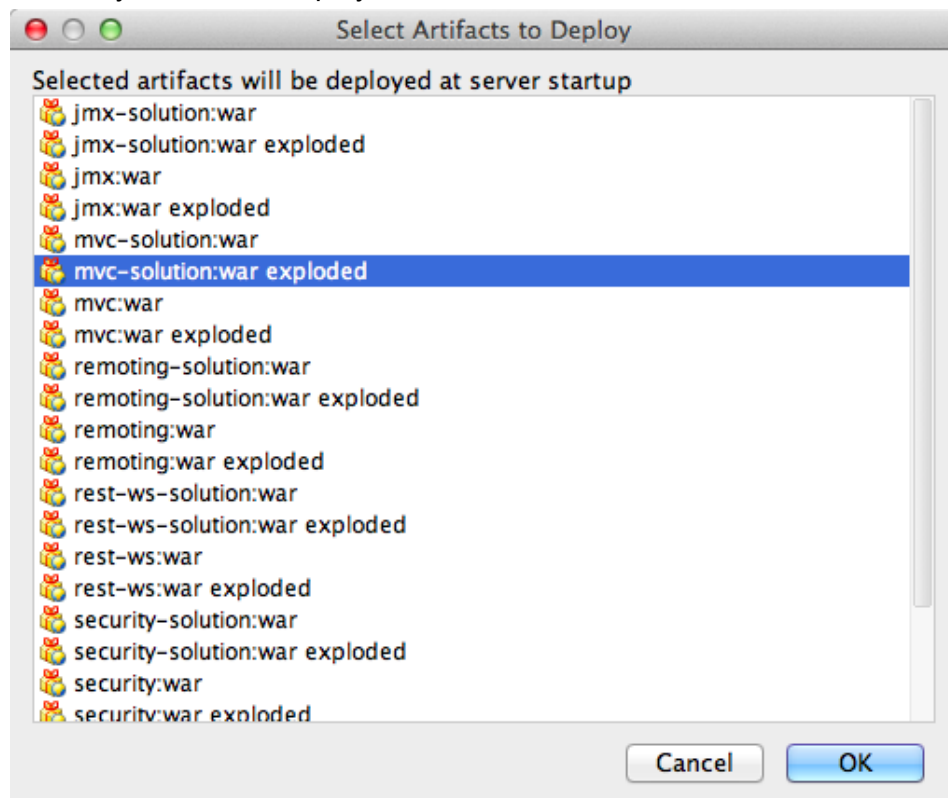 Select Artifacts to Deploy
Selected artifacts will be deployed at server startup
jmx-solution:war
jmx-solution:war exploded
jmx:war
jmx:war exploded
mvc-solution:war
mvc-solution:war exploded
mvc:war
mvc:war exploded
remoting-solution:war
remoting-solution:war exploded
remoting:war
remoting:war exploded
rest-ws-solution:war
rest-ws-solution:war exploded
rest-ws:war
rest-ws:war exploded
security-solution:war
security-solution:war exploded
security:war
security:war exploded
Cancel OK